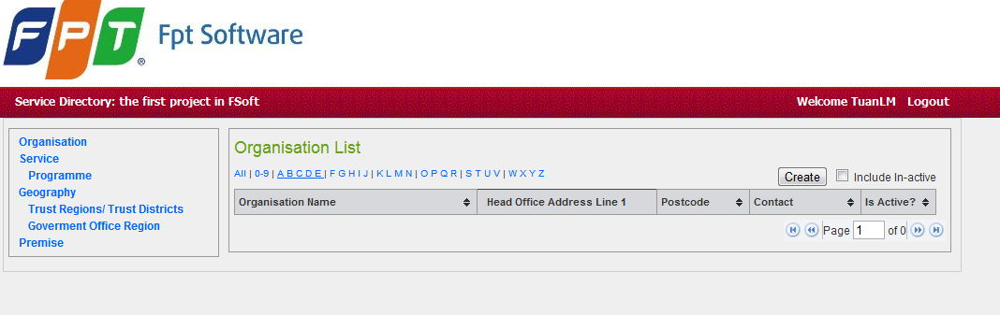 FPT® Fpt Software
Service Directory: the first project in FSoft Welcome TuanLM Logout
Organisation
Service
Programme
Geography
Trust Regions/ Trust Districts
Goverment Office Region
Premise
Organisation List
All | 0-9 | A B C D E | F G H I J | K L M N | O P Q R | S T U V | W X Y Z
Create Include In-active
Organisation Name Head Office Address Line 1 Postcode Contact Is Active?
Page 1 of 0